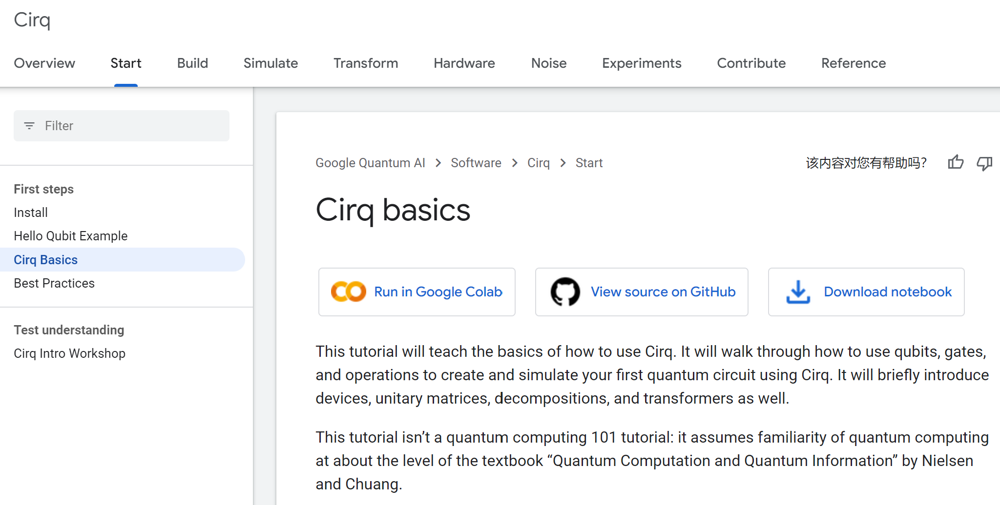 Cirq
Overview Start Build Simulate Transform Hardware Noise Experiments Contribute Reference
Filter
First steps
Install
Hello Qubit Example
Cirq Basics
Best Practices
Test understanding
Cirq Intro Workshop
Google Quantum AI > Software > Cirq > Start
该内容对您有帮助吗?
Cirq basics
Run in Google Colab
View source on GitHub
Download notebook
This tutorial will teach the basics of how to use Cirq. It will walk through how to use qubits, gates,
and operations to create and simulate your first quantum circuit using Cirq. It will briefly introduce
devices, unitary matrices, decompositions, and transformers as well.
This tutorial isn’t a quantum computing 101 tutorial: it assumes familiarity of quantum computing
at about the level of the textbook “Quantum Computation and Quantum Information” by Nielsen
and Chuang.